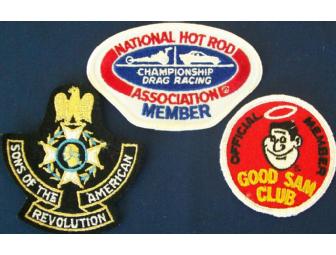 NATIONAL HOT ROD
CHAMPIONSHIP
DRAG RACING
ASSOCIATION
MEMBER
SONS OF THE AMERICAN
REVOLUTION
OFFICIAL MEMBER
GOOD SAM
CLUB